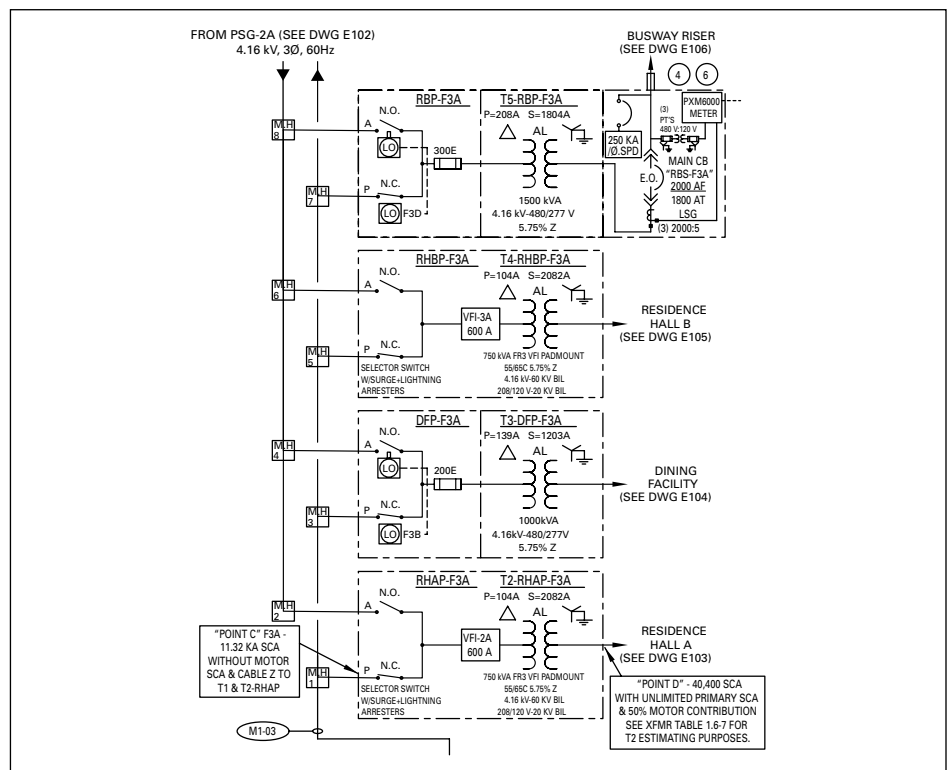 FROM PSG-2A (SEE DWG E102)
4.16 kV, 3Ø, 60Hz
BUSWAY RISER
(SEE DWG E106)
4
6
RBP-F3A
T5-RBP-F3A
N.O.
P=208A S=1804A
AL
A
LO
300E
M.H
8
N.C.
P
LO
F3D
M.H
7
1500 kVA
4.16 kV-480/277 V
5.75% Z
250 KA
/Ø.SPD
(3)
PT'S
480 V:120 V
PXM6000
METER
E.O.
MAIN CB
"RBS-F3A"
2000 AF
1800 AT
LSG
(3) 2000:5
RHBP-F3A
T4-RHBP-F3A
N.O.
P=104A S=2082A
AL
A
M.H
6
VFI-3A
600 A
N.C.
P
M.H
5
SELECTOR SWITCH
W/SURGE+LIGHTNING
ARRESTERS
750 kVA FR3 VFI PADMOUNT
55/65C 5.75% Z
4.16 kV-60 KV BIL
208/120 V-20 KV BIL
RESIDENCE
HALL B
(SEE DWG E105)
DFP-F3A
T3-DFP-F3A
N.O.
P=139A S=1203A
AL
A
LO
200E
M.H
4
N.C.
P
LO
F3B
M.H
3
1000kVA
4.16kV-480/277V
5.75% Z
DINING
FACILITY
(SEE DWG E104)
RHAP-F3A
T2-RHAP-F3A
N.O.
P=104A S=2082A
AL
A
M.H
2
VFI-2A
600 A
N.C.
P
M.H
1
SELECTOR SWITCH
W/SURGE+LIGHTNING
ARRESTERS
750 kVA FR3 VFI PADMOUNT
55/65C 5.75% Z
4.16 kV-60 KV BIL
208/120 V-20 KV BIL
RESIDENCE
HALL A
(SEE DWG E103)
"POINT C" F3A -
11.32 KA SCA
WITHOUT MOTOR
SCA & CABLE Z TO
T1 & T2-RHAP
"POINT D" - 40,400 SCA
WITH UNLIMITED PRIMARY SCA
& 50% MOTOR CONTRIBUTION
SEE XFMR TABLE 1.6-7 FOR
T2 ESTIMATING PURPOSES.
M1-03